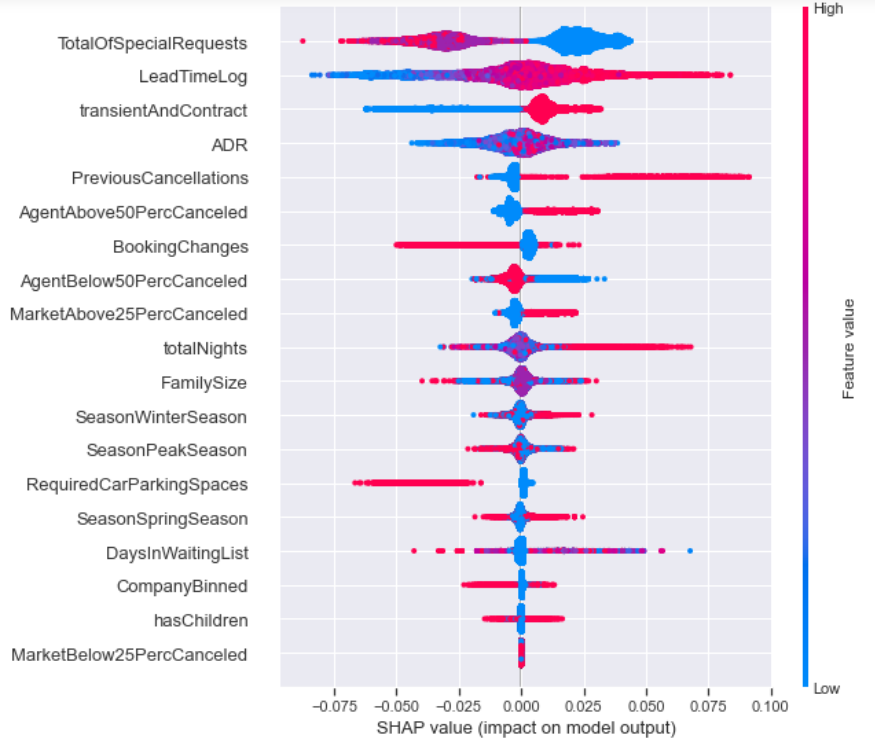 High
TotalOfSpecialRequests
LeadTimeLog
transientAndContract
ADR
PreviousCancellations
AgentAbove50PercCanceled
BookingChanges
AgentBelow50PercCanceled
MarketAbove25PercCanceled
totalNights
FamilySize
SeasonWinterSeason
SeasonPeakSeason
RequiredCarParkingSpaces
SeasonSpringSeason
DaysInWaitingList
CompanyBinned
hasChildren
MarketBelow25PercCanceled
Feature value
Low
−0.075 −0.050 −0.025 0.000 0.025 0.050 0.075 0.100
SHAP value (impact on model output)